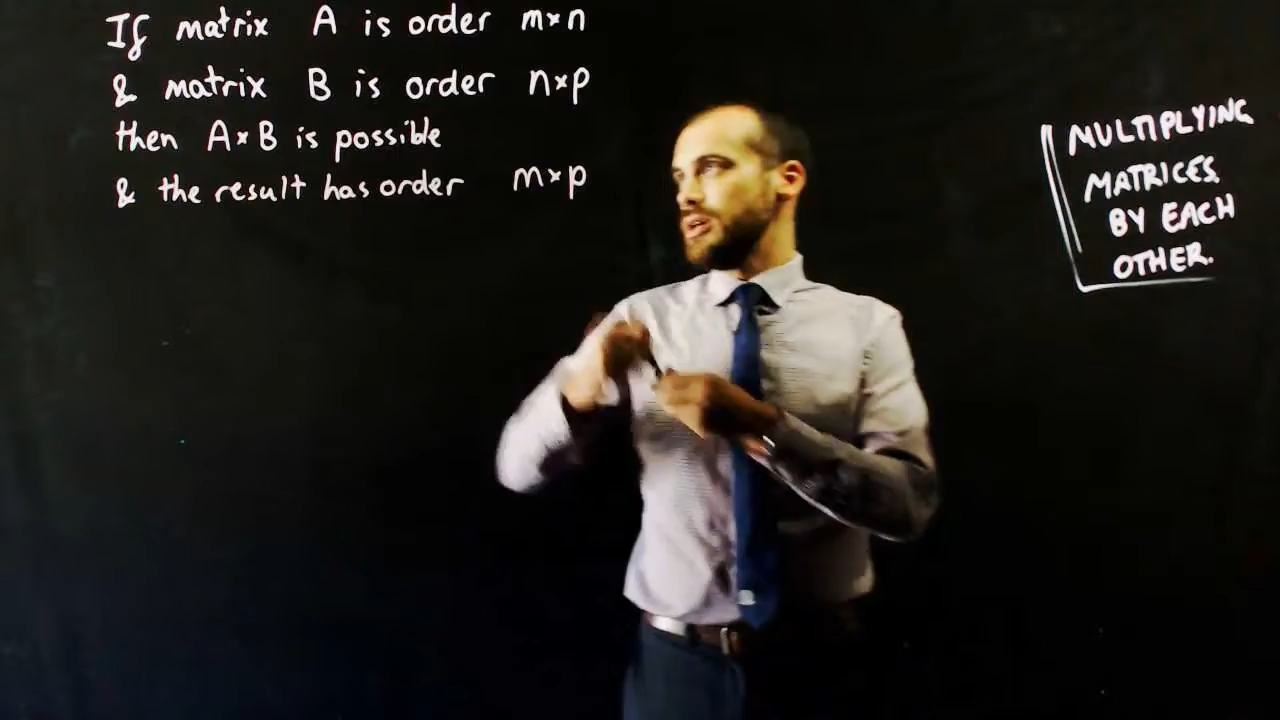 If matrix A is order m×n
& matrix B is order n×p
then A×B is possible
& the result has order m×p
MULTIPLYING
MATRICES
BY EACH
OTHER.